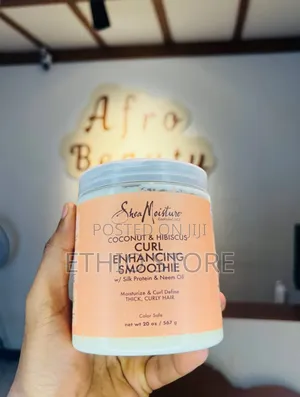 Afro
Beauty
SheaMoisture
POSTED ON JIJI
COCONUT & HIBISCUS
CURL
ENHANCING
SMOOTHIE
w/ Silk Protein & Neem Oil
Moisturize & Curl Define
THICK, CURLY HAIR
Color Safe
net wt 20 oz / 567 g